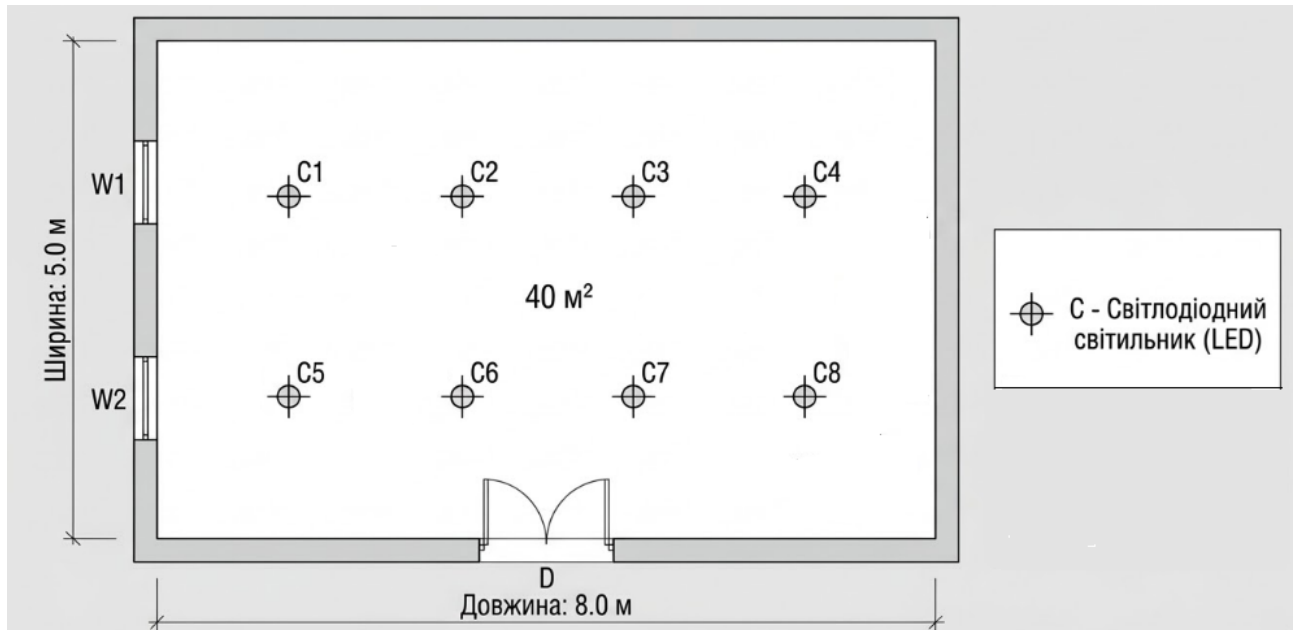 C1
C2
C3
C4
W1
Ширина: 5.0 м
40 м²
С - Світлодіодний
світильник (LED)
C5
C6
C7
C8
W2
D
Довжина: 8.0 м